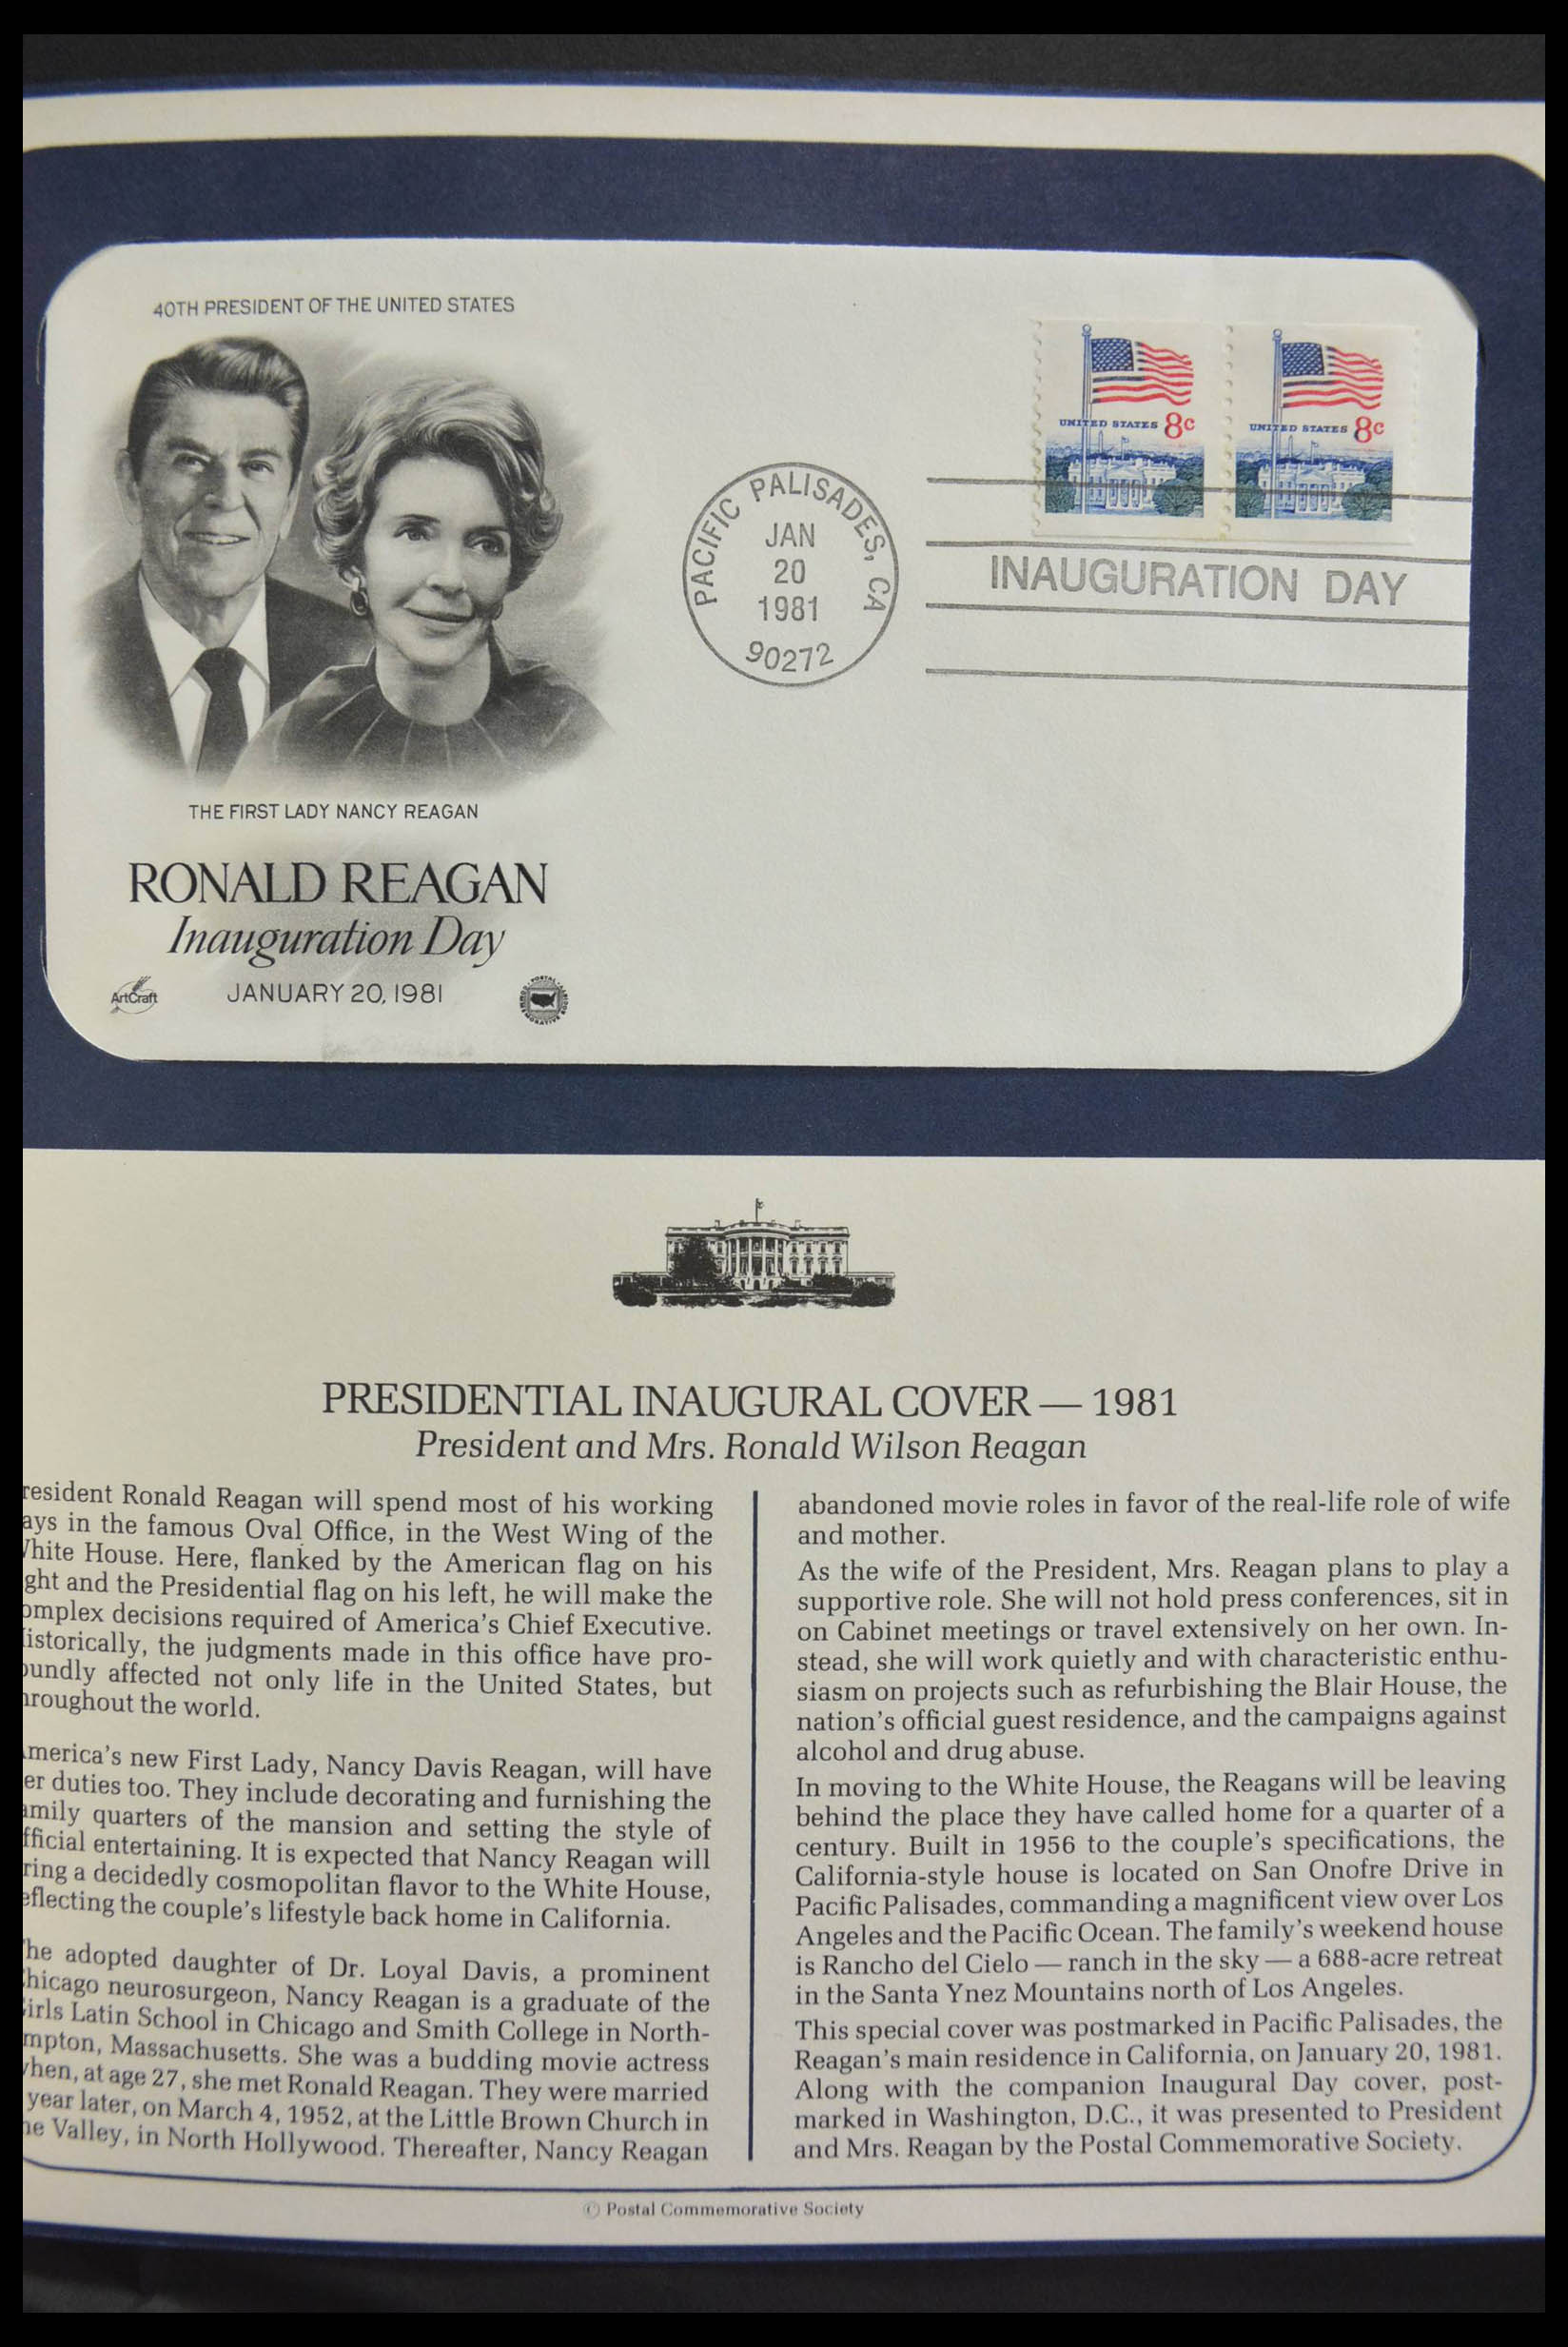 40TH PRESIDENT OF THE UNITED STATES
UNITED STATES 8c
UNITED STATES 8c
PACIFIC PALISADES, CA
JAN
20
1981
90272
INAUGURATION DAY
THE FIRST LADY NANCY REAGAN
RONALD REAGAN
Inauguration Day
ArtCraft
JANUARY 20, 1981
PRESIDENTIAL INAUGURAL COVER — 1981
President and Mrs. Ronald Wilson Reagan
resident Ronald Reagan will spend most of his working
ays in the famous Oval Office, in the West Wing of the
hite House. Here, flanked by the American flag on his
ght and the Presidential flag on his left, he will make the
omplex decisions required of America's Chief Executive.
istorically, the judgments made in this office have pro-
oundly affected not only life in the United States, but
hroughout the world.
merica's new First Lady, Nancy Davis Reagan, will have
er duties too. They include decorating and furnishing the
amily quarters of the mansion and setting the style of
fficial entertaining. It is expected that Nancy Reagan will
ring a decidedly cosmopolitan flavor to the White House,
eflecting the couple's lifestyle back home in California.
he adopted daughter of Dr. Loyal Davis, a prominent
hicago neurosurgeon, Nancy Reagan is a graduate of the
irls Latin School in Chicago and Smith College in North-
mpton, Massachusetts. She was a budding movie actress
hen, at age 27, she met Ronald Reagan. They were married
year later, on March 4, 1952, at the Little Brown Church in
he Valley, in North Hollywood. Thereafter, Nancy Reagan
abandoned movie roles in favor of the real-life role of wife
and mother.
As the wife of the President, Mrs. Reagan plans to play a
supportive role. She will not hold press conferences, sit in
on Cabinet meetings or travel extensively on her own. In-
stead, she will work quietly and with characteristic enthu-
siasm on projects such as refurbishing the Blair House, the
nation's official guest residence, and the campaigns against
alcohol and drug abuse.
In moving to the White House, the Reagans will be leaving
behind the place they have called home for a quarter of a
century. Built in 1956 to the couple's specifications, the
California-style house is located on San Onofre Drive in
Pacific Palisades, commanding a magnificent view over Los
Angeles and the Pacific Ocean. The family's weekend house
is Rancho del Cielo — ranch in the sky — a 688-acre retreat
in the Santa Ynez Mountains north of Los Angeles.
This special cover was postmarked in Pacific Palisades, the
Reagan's main residence in California, on January 20, 1981.
Along with the companion Inaugural Day cover, post-
marked in Washington, D.C., it was presented to President
and Mrs. Reagan by the Postal Commemorative Society.
© Postal Commemorative Society